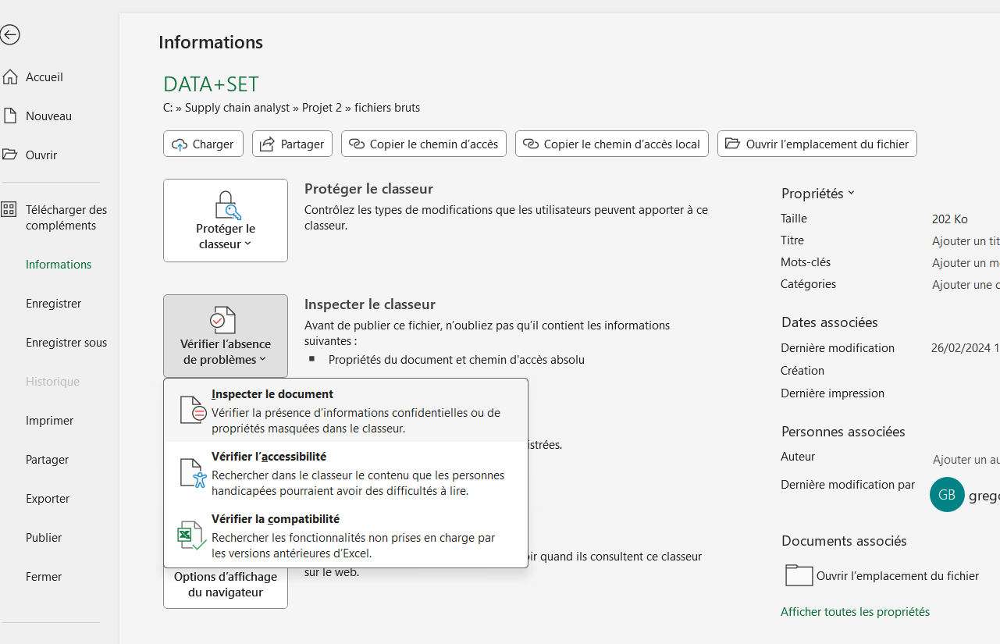 Informations
DATA+SET
C: » Supply chain analyst » Projet 2 » fichiers bruts
Accueil
Nouveau
Ouvrir
Télécharger des
compléments
Informations
Enregistrer
Enregistrer sous
Historique
Imprimer
Partager
Exporter
Publier
Fermer
Charger
Partager
Copier le chemin d’accès
Copier le chemin d’accès local
Ouvrir l’emplacement du fichier
Protéger le
classeur
Protéger le classeur
Contrôlez les types de modifications que les utilisateurs peuvent apporter à ce
classeur.
Vérifier l’absence
de problèmes
Inspecter le classeur
Avant de publier ce fichier, n’oubliez pas qu’il contient les informations
suivantes :
Propriétés du document et chemin d'accès absolu
Inspecter le document
Vérifier la présence d’informations confidentielles ou de
propriétés masquées dans le classeur.
Vérifier l’accessibilité
Rechercher dans le classeur le contenu que les personnes
handicapées pourraient avoir des difficultés à lire.
Vérifier la compatibilité
Rechercher les fonctionnalités non prises en charge par
les versions antérieures d’Excel.
istrées.
ir quand ils consultent ce classeur
sur le web.
Options d’affichage
du navigateur
Propriétés
Taille 202 Ko
Titre Ajouter un tit
Mots-clés Ajouter un m
Catégories Ajouter une c
Dates associées
Dernière modification 26/02/2024 1
Création
Dernière impression
Personnes associées
Auteur Ajouter un au
Dernière modification par GB grego
Documents associés
Ouvrir l’emplacement du fichier
Afficher toutes les propriétés